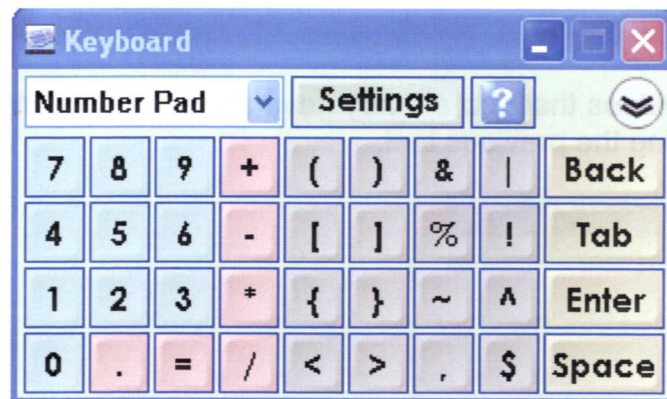 Keyboard
Number Pad Settings ?
7 8 9 + ( ) & | Back
4 5 6 - [ ] % ! Tab
1 2 3 * { } ~ ^ Enter
0 . = / < > , $ Space